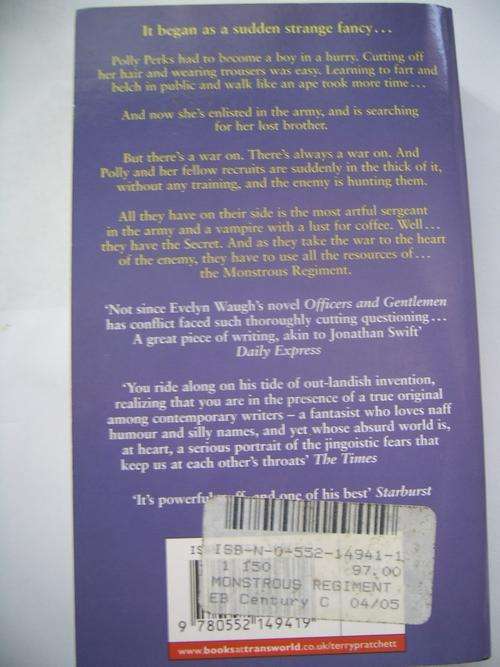 It began as a sudden strange fancy...
Polly Perks had to become a boy in a hurry. Cutting off
her hair and wearing trousers was easy. Learning to fart and
belch in public and walk like an ape took more time...
And now she's enlisted in the army, and is searching
for her lost brother.
But there's a war on. There's always a war on. And
Polly and her fellow recruits are suddenly in the thick of it,
without any training, and the enemy is hunting them.
All they have on their side is the most artful sergeant
in the army and a vampire with a lust for coffee. Well...
they have the Secret. And as they take the war to the heart
of the enemy, they have to use all the resources of...
the Monstrous Regiment.
'Not since Evelyn Waugh's novel Officers and Gentlemen
has conflict faced such thoroughly cutting questioning...
A great piece of writing, akin to Jonathan Swift'
Daily Express
'You ride along on his tide of out-landish invention,
realizing that you are in the presence of a true original
among contemporary writers – a fantasist who loves naff
humour and silly names, and yet whose absurd world is,
at heart, a serious portrait of the jingoistic fears that
keep us at each other's throats' The Times
'It's powerful and one of his best' Starburst
IS
ISB-N-0-552-14941-1
1 150 97.00
MONSTROUS REGIMENT
EB Century C 04/05
9 780552 149419
www.booksattransworld.co.uk/terrypratchett